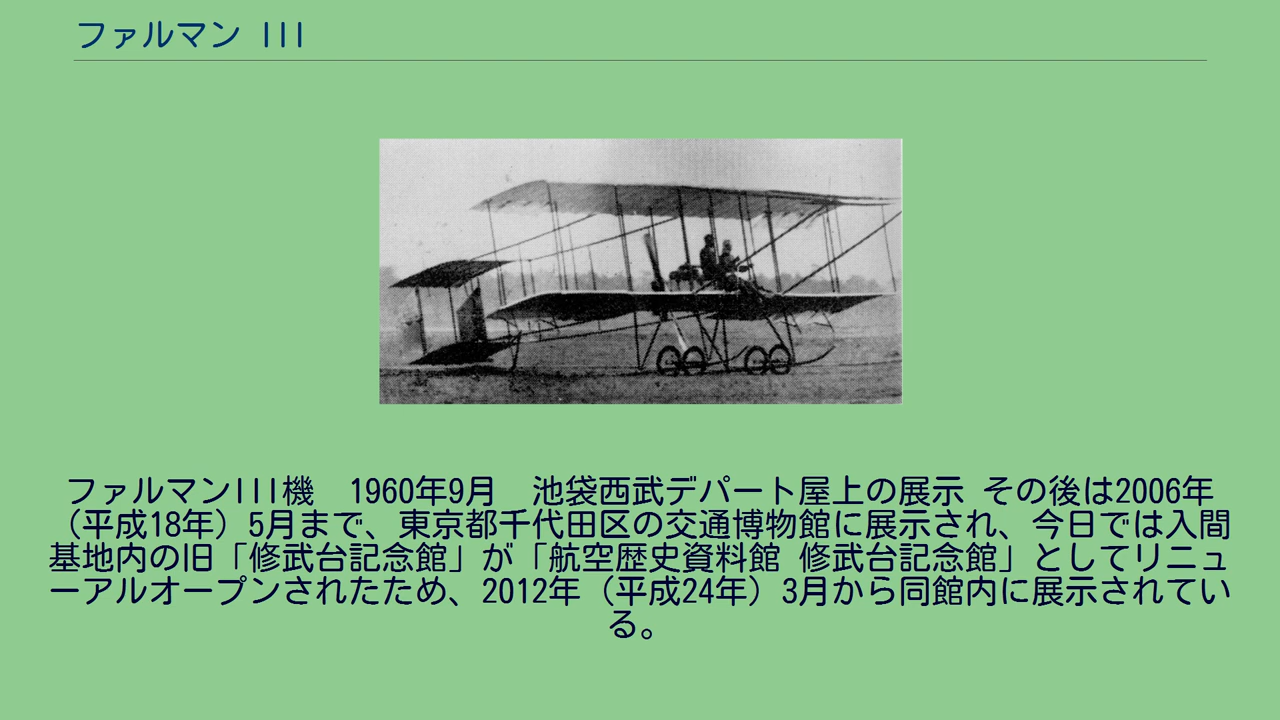 ファルマン III
ファルマンIII機　1960年9月　池袋西武デパート屋上の展示 その後は2006年
（平成18年）5月まで、東京都千代田区の交通博物館に展示され、今日では入間
基地内の旧「修武台記念館」が「航空歴史資料館 修武台記念館」としてリニュ
ーアルオープンされたため、2012年（平成24年）3月から同館内に展示されてい
る。